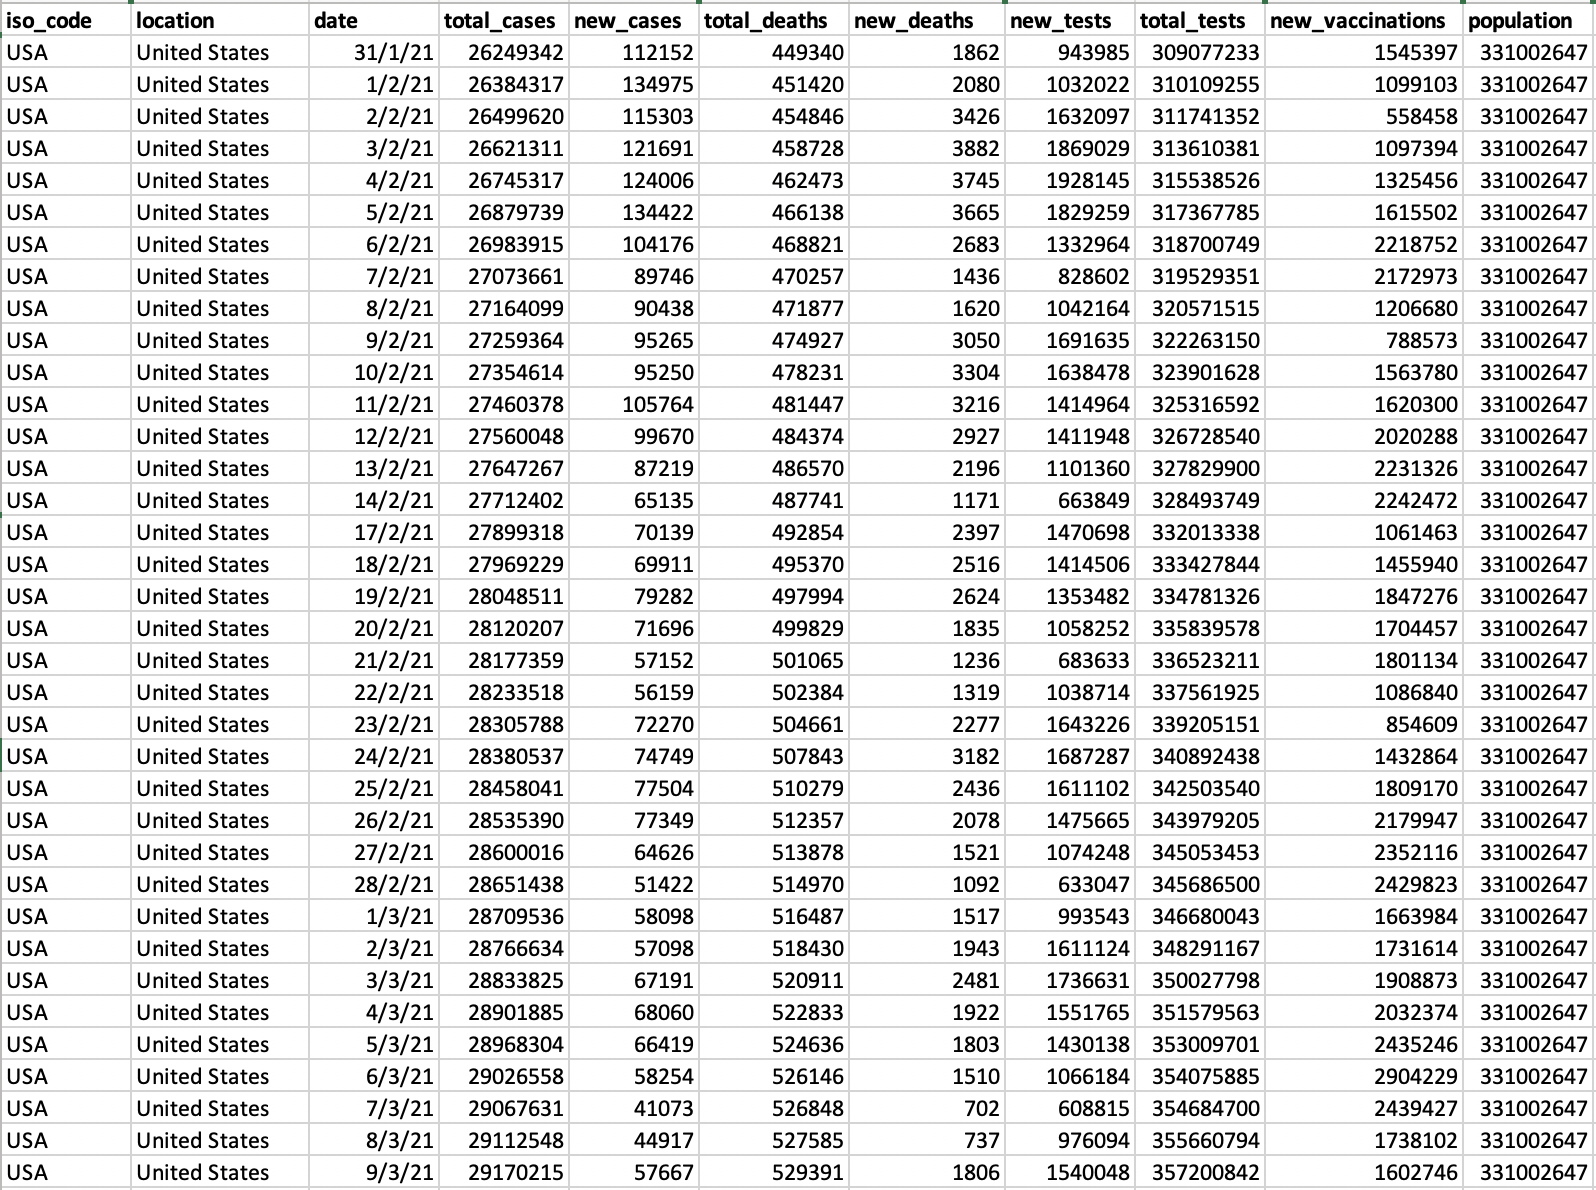 iso_code location date total_cases new_cases total_deaths new_deaths new_tests total_tests new_vaccinations population
USA United States 31/1/21 26249342 112152 449340 1862 943985 309077233 1545397 331002647
USA United States 1/2/21 26384317 134975 451420 2080 1032022 310109255 1099103 331002647
USA United States 2/2/21 26499620 115303 454846 3426 1632097 311741352 558458 331002647
USA United States 3/2/21 26621311 121691 458728 3882 1869029 313610381 1097394 331002647
USA United States 4/2/21 26745317 124006 462473 3745 1928145 315538526 1325456 331002647
USA United States 5/2/21 26879739 134422 466138 3665 1829259 317367785 1615502 331002647
USA United States 6/2/21 26983915 104176 468821 2683 1332964 318700749 2218752 331002647
USA United States 7/2/21 27073661 89746 470257 1436 828602 319529351 2172973 331002647
USA United States 8/2/21 27164099 90438 471877 1620 1042164 320571515 1206680 331002647
USA United States 9/2/21 27259364 95265 474927 3050 1691635 322263150 788573 331002647
USA United States 10/2/21 27354614 95250 478231 3304 1638478 323901628 1563780 331002647
USA United States 11/2/21 27460378 105764 481447 3216 1414964 325316592 1620300 331002647
USA United States 12/2/21 27560048 99670 484374 2927 1411948 326728540 2020288 331002647
USA United States 13/2/21 27647267 87219 486570 2196 1101360 327829900 2231326 331002647
USA United States 14/2/21 27712402 65135 487741 1171 663849 328493749 2242472 331002647
USA United States 17/2/21 27899318 70139 492854 2397 1470698 332013338 1061463 331002647
USA United States 18/2/21 27969229 69911 495370 2516 1414506 333427844 1455940 331002647
USA United States 19/2/21 28048511 79282 497994 2624 1353482 334781326 1847276 331002647
USA United States 20/2/21 28120207 71696 499829 1835 1058252 335839578 1704457 331002647
USA United States 21/2/21 28177359 57152 501065 1236 683633 336523211 1801134 331002647
USA United States 22/2/21 28233518 56159 502384 1319 1038714 337561925 1086840 331002647
USA United States 23/2/21 28305788 72270 504661 2277 1643226 339205151 854609 331002647
USA United States 24/2/21 28380537 74749 507843 3182 1687287 340892438 1432864 331002647
USA United States 25/2/21 28458041 77504 510279 2436 1611102 342503540 1809170 331002647
USA United States 26/2/21 28535390 77349 512357 2078 1475665 343979205 2179947 331002647
USA United States 27/2/21 28600016 64626 513878 1521 1074248 345053453 2352116 331002647
USA United States 28/2/21 28651438 51422 514970 1092 633047 345686500 2429823 331002647
USA United States 1/3/21 28709536 58098 516487 1517 993543 346680043 1663984 331002647
USA United States 2/3/21 28766634 57098 518430 1943 1611124 348291167 1731614 331002647
USA United States 3/3/21 28833825 67191 520911 2481 1736631 350027798 1908873 331002647
USA United States 4/3/21 28901885 68060 522833 1922 1551765 351579563 2032374 331002647
USA United States 5/3/21 28968304 66419 524636 1803 1430138 353009701 2435246 331002647
USA United States 6/3/21 29026558 58254 526146 1510 1066184 354075885 2904229 331002647
USA United States 7/3/21 29067631 41073 526848 702 608815 354684700 2439427 331002647
USA United States 8/3/21 29112548 44917 527585 737 976094 355660794 1738102 331002647
USA United States 9/3/21 29170215 57667 529391 1806 1540048 357200842 1602746 331002647